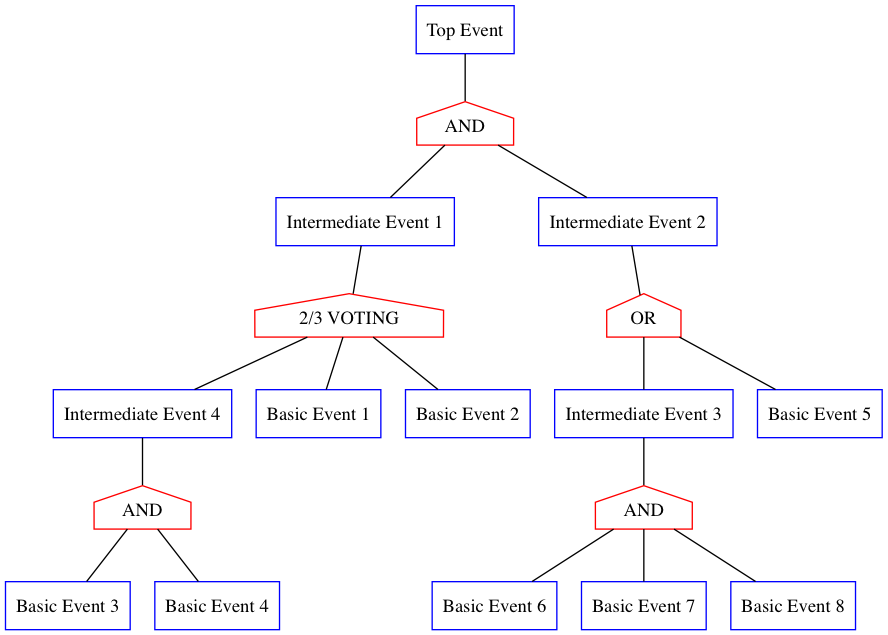 Top Event
AND
Intermediate Event 1
Intermediate Event 2
2/3 VOTING
OR
Intermediate Event 4
Basic Event 1
Basic Event 2
Intermediate Event 3
Basic Event 5
AND
AND
Basic Event 3
Basic Event 4
Basic Event 6
Basic Event 7
Basic Event 8